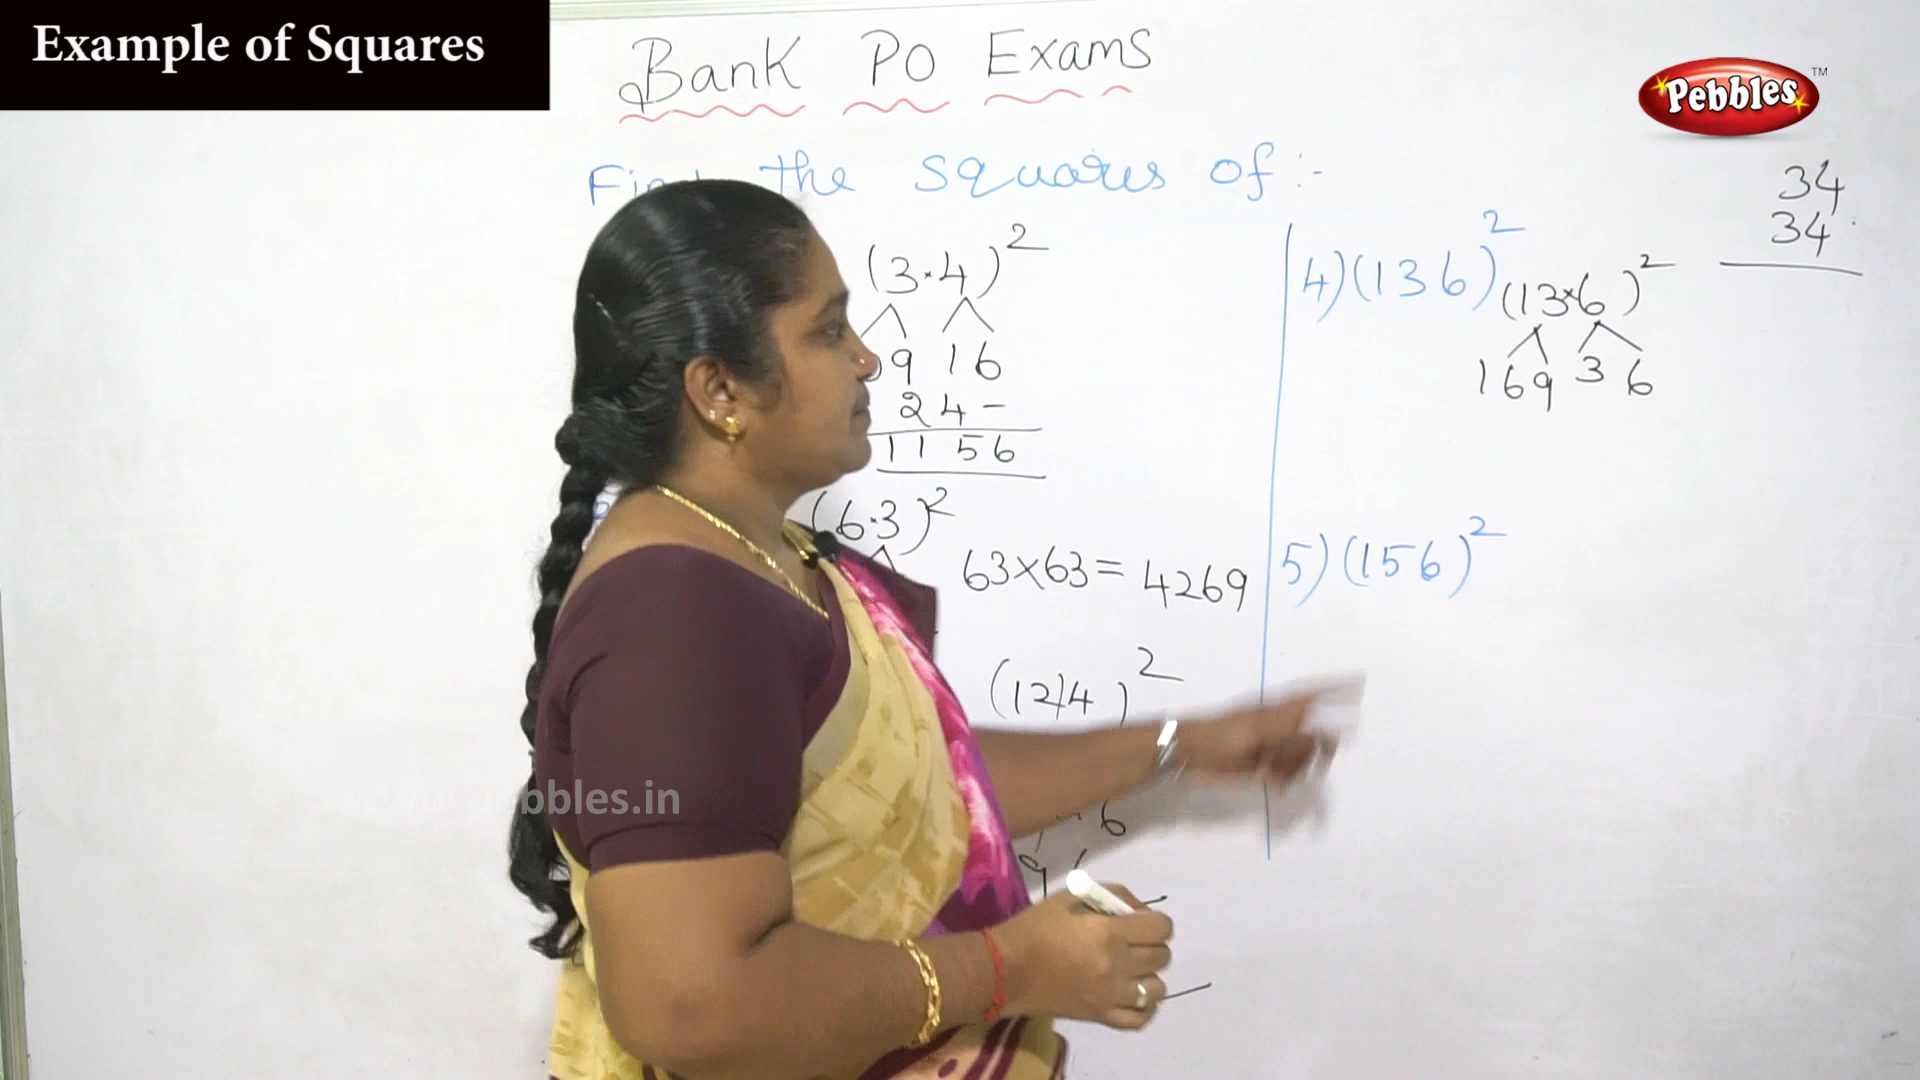 Example of Squares
Bank PO Exams
Pebbles TM
the squares of :-
(3·4)²
9 16
24 -
1156
(6·3)²
63×63 = 4269
(12)4)²
6
4) (136)² (13×6)²
169 36
5) (156)²
34
34
bbles.in